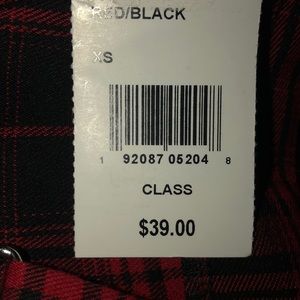 RED/BLACK
XS
1 92087 05204 8
CLASS
$39.00